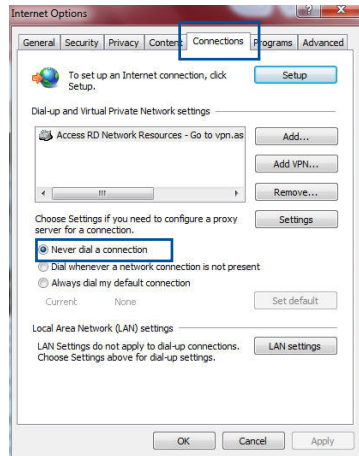 Internet Options
General Security Privacy Content Connections Programs Advanced
To set up an Internet connection, click
Setup.
Setup
Dial-up and Virtual Private Network settings
Access RD Network Resources - Go to vpn.as
Add...
Add VPN...
Remove...
Choose Settings if you need to configure a proxy
server for a connection.
Settings
Never dial a connection
Dial whenever a network connection is not present
Always dial my default connection
Current None
Set default
Local Area Network (LAN) settings
LAN Settings do not apply to dial-up connections.
Choose Settings above for dial-up settings.
LAN settings
OK Cancel Apply